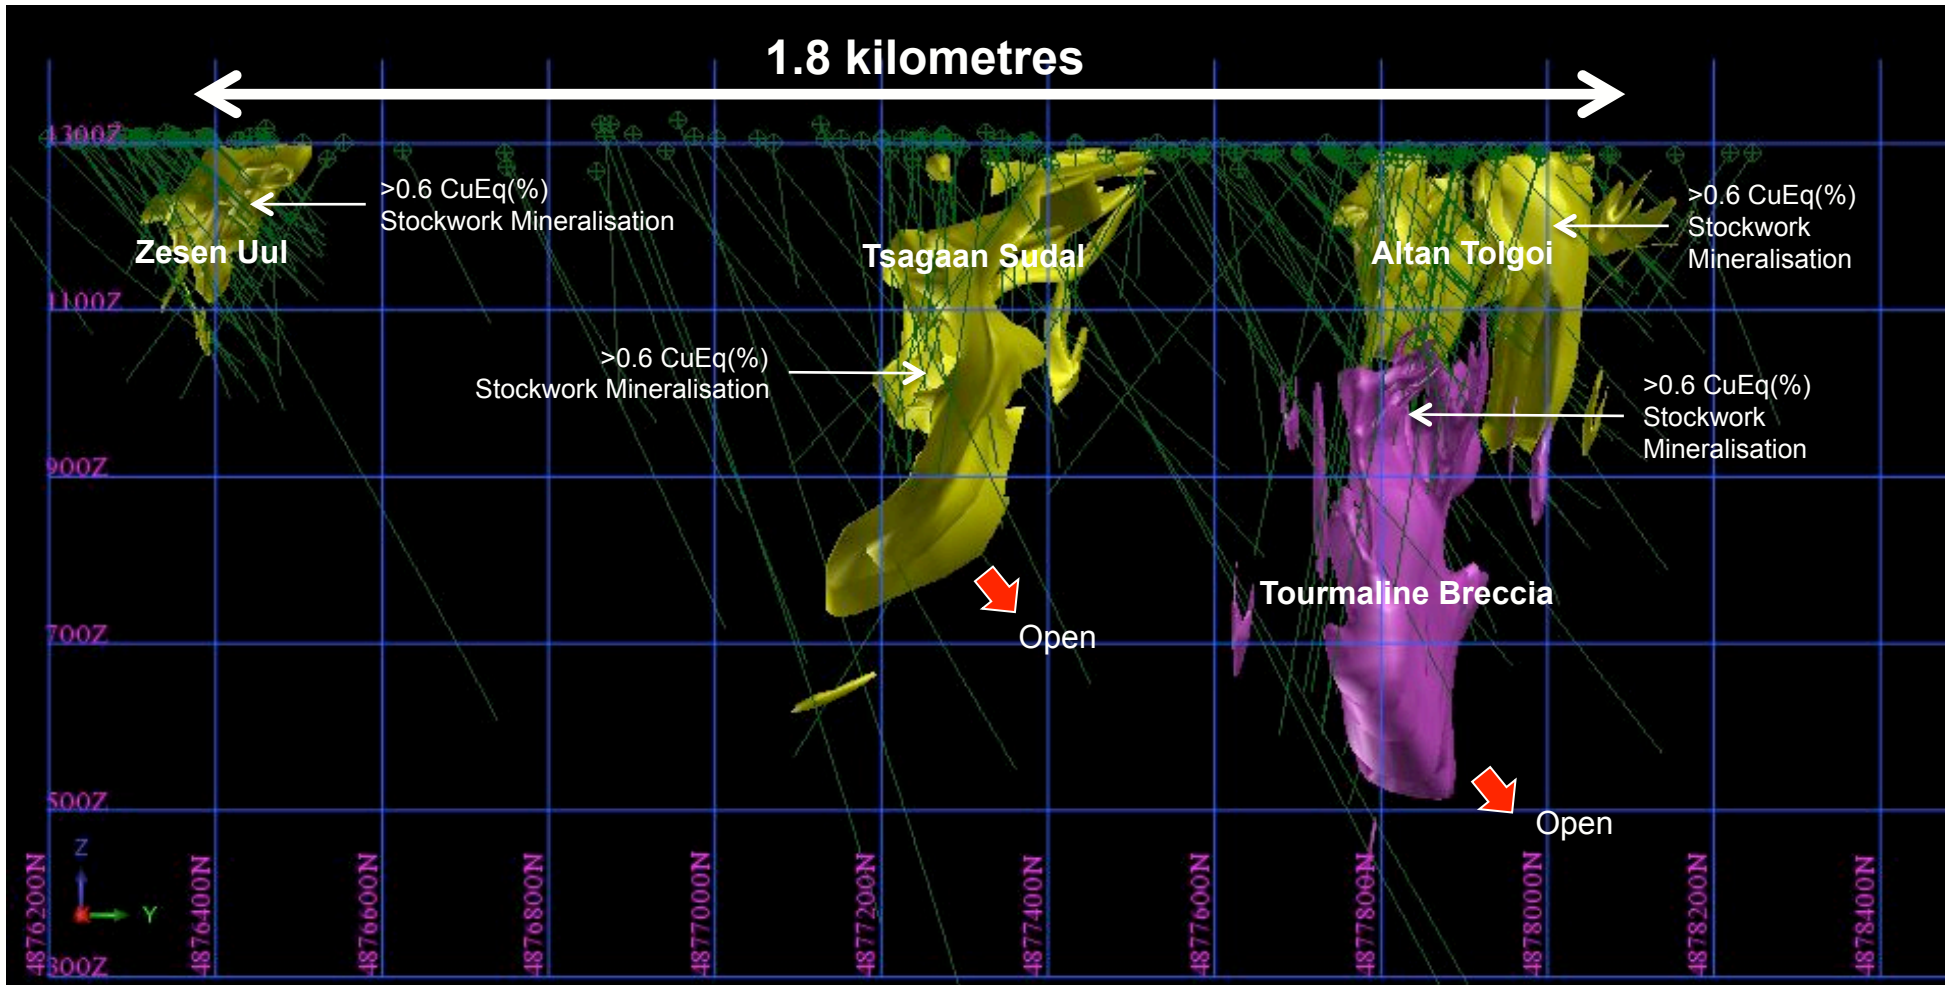 1.8 kilometres
1300Z
>0.6 CuEq(%)
Stockwork Mineralisation
>0.6 CuEq(%)
Stockwork
Mineralisation
Zesen Uul
Tsagaan Sudal
Altan Tolgoi
1100Z
>0.6 CuEq(%)
Stockwork Mineralisation
>0.6 CuEq(%)
Stockwork
Mineralisation
900Z
Tourmaline Breccia
700Z
Open
500Z
Open
Z
Y
300Z
4876200N
4876400N
4876600N
4876800N
4877000N
4877200N
4877400N
4877600N
4877800N
4878000N
4878200N
4878400N